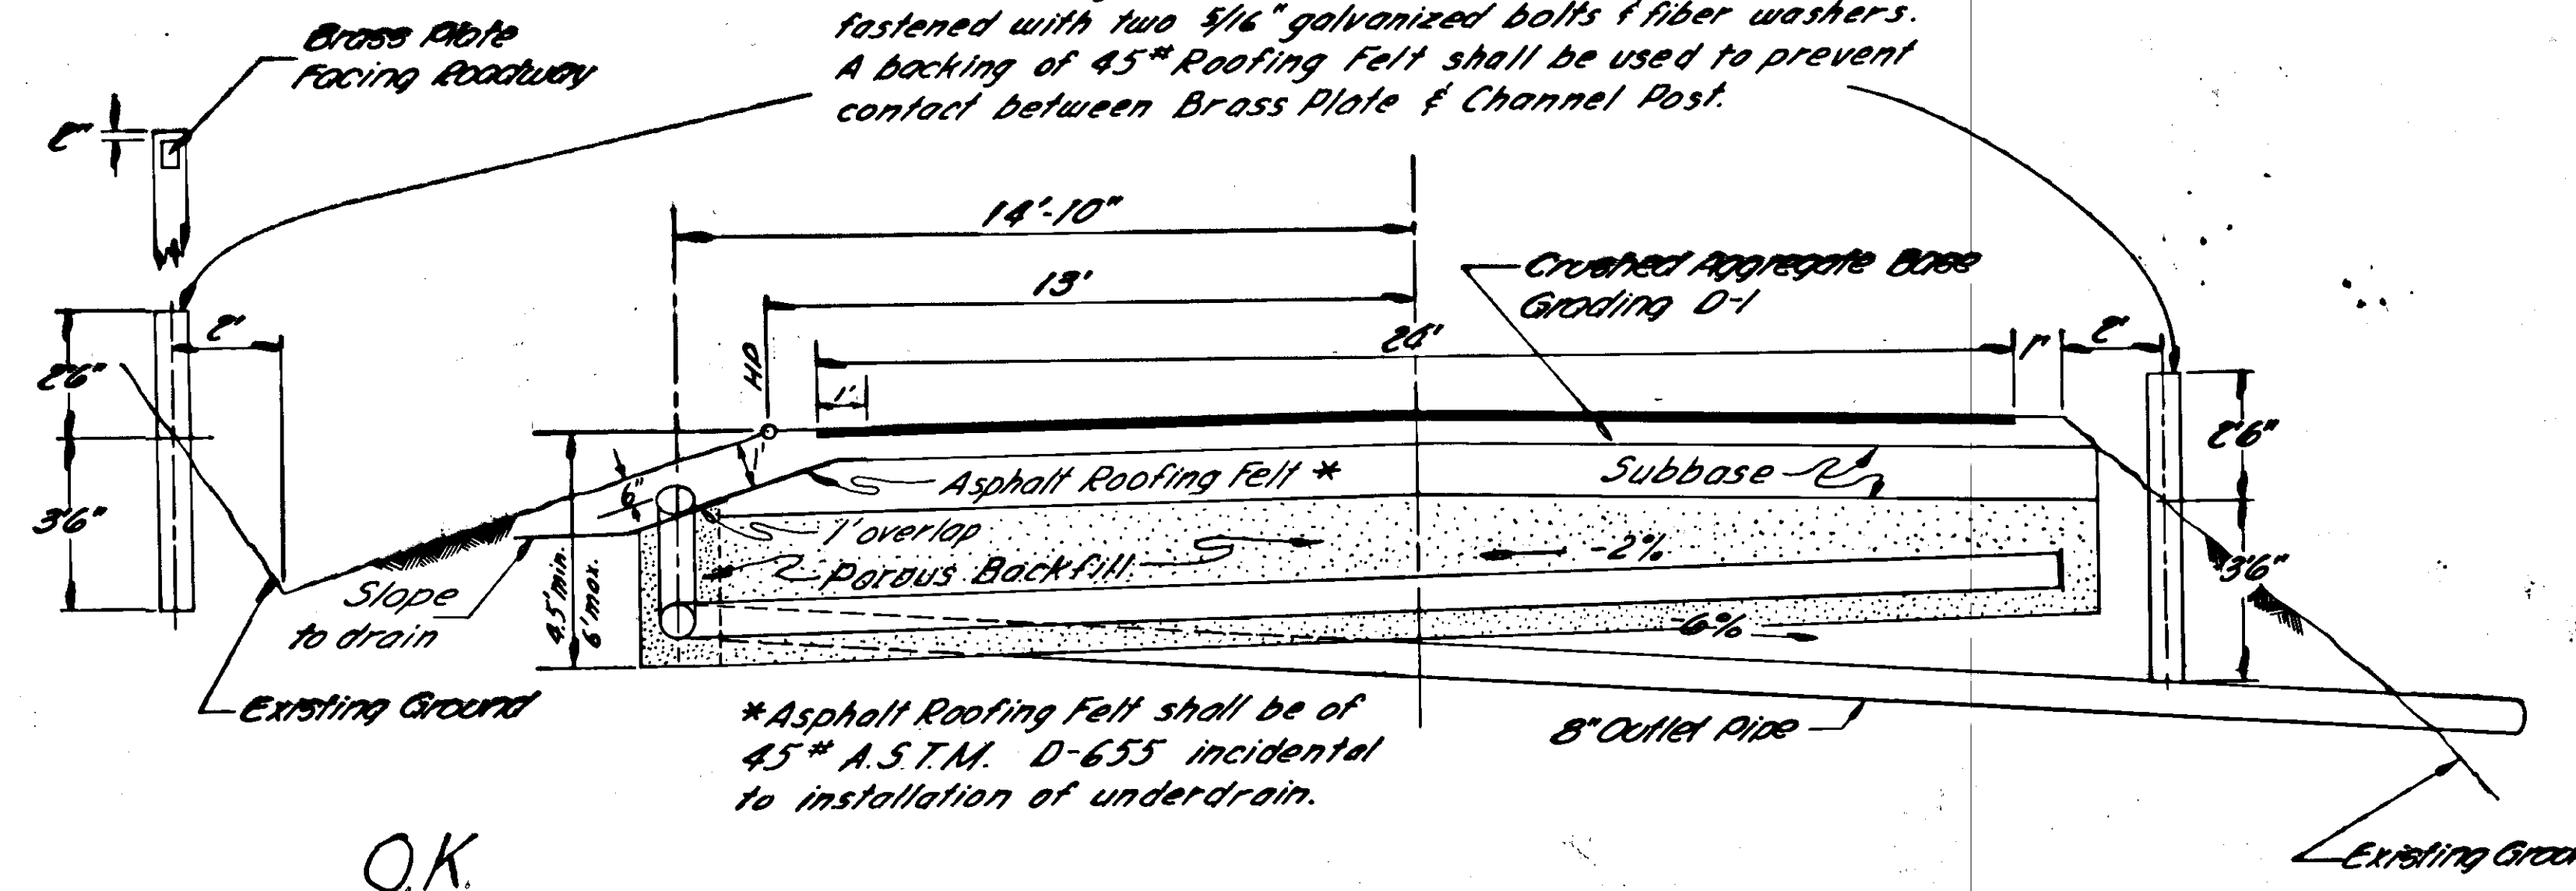 fastened with two 5/16" galvanized bolts & fiber washers.
A backing of 45# Roofing Felt shall be used to prevent
contact between Brass Plate & Channel Post.
Brass Plate
Facing Roadway
2"
14'-10"
13'
Crushed Aggregate Base
Grading D-1
24'
1'
2'
2'
HP
1'
2'6"
2'6"
3'6"
3'6"
1'
6"
Asphalt Roofing Felt *
Subbase
1' overlap
Porous Backfill
-2%
-6%
4.5' min.
6' max.
Slope
to drain
Existing Ground
8" Outlet Pipe
*Asphalt Roofing Felt shall be of
45# A.S.T.M. D-655 incidental
to installation of underdrain.
Existing
O.K.